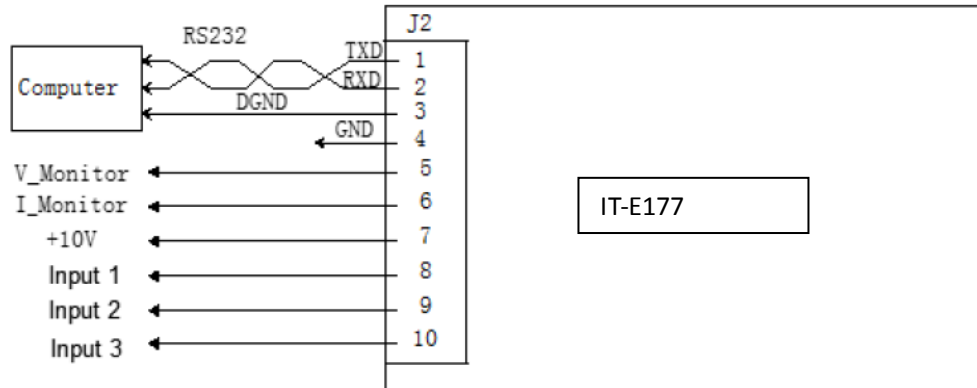 J2
RS232
TXD 1
Computer
RXD 2
DGND 3
GND 4
V_Monitor 5
I_Monitor 6
IT-E177
+10V 7
Input 1 8
Input 2 9
Input 3 10